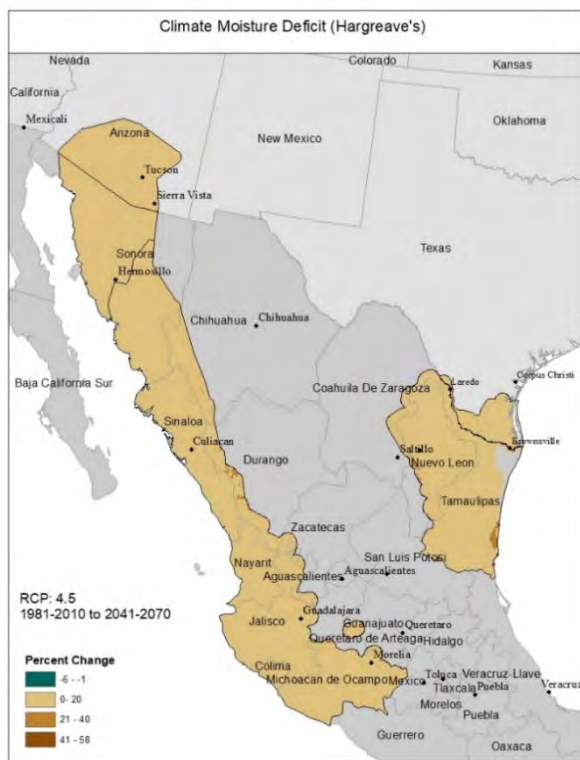 Climate Moisture Deficit (Hargreave's)
Nevada
Colorado
Kansas
California
Mexicali
Arizona
Oklahoma
New Mexico
Tucson
Sierra Vista
Texas
Sonora
Hermosillo
Chihuahua
Chihuahua
Baja California Sur
Coahuila De Zaragoza
Laredo
Corpus Christi
Sinaloa
Culiacan
Durango
Saltillo
Nuevo Leon
Brownsville
Tamaulipas
Zacatecas
San Luis Potosi
Nayarit
Aguascalientes
Aguascalientes
RCP: 4.5
1981-2010 to 2041-2070
Jalisco
Guadalajara
Guanajuato
Queretaro
Queretaro de Arteaga
Hidalgo
Colima
Morelia
Michoacan de Ocampo
Mexico
Toluca
Veracruz-Llave
Tlaxcala
Puebla
Veracruz
Morelos
Puebla
Guerrero
Oaxaca
Percent Change
-6 - -1
0- 20
21 - 40
41 - 58